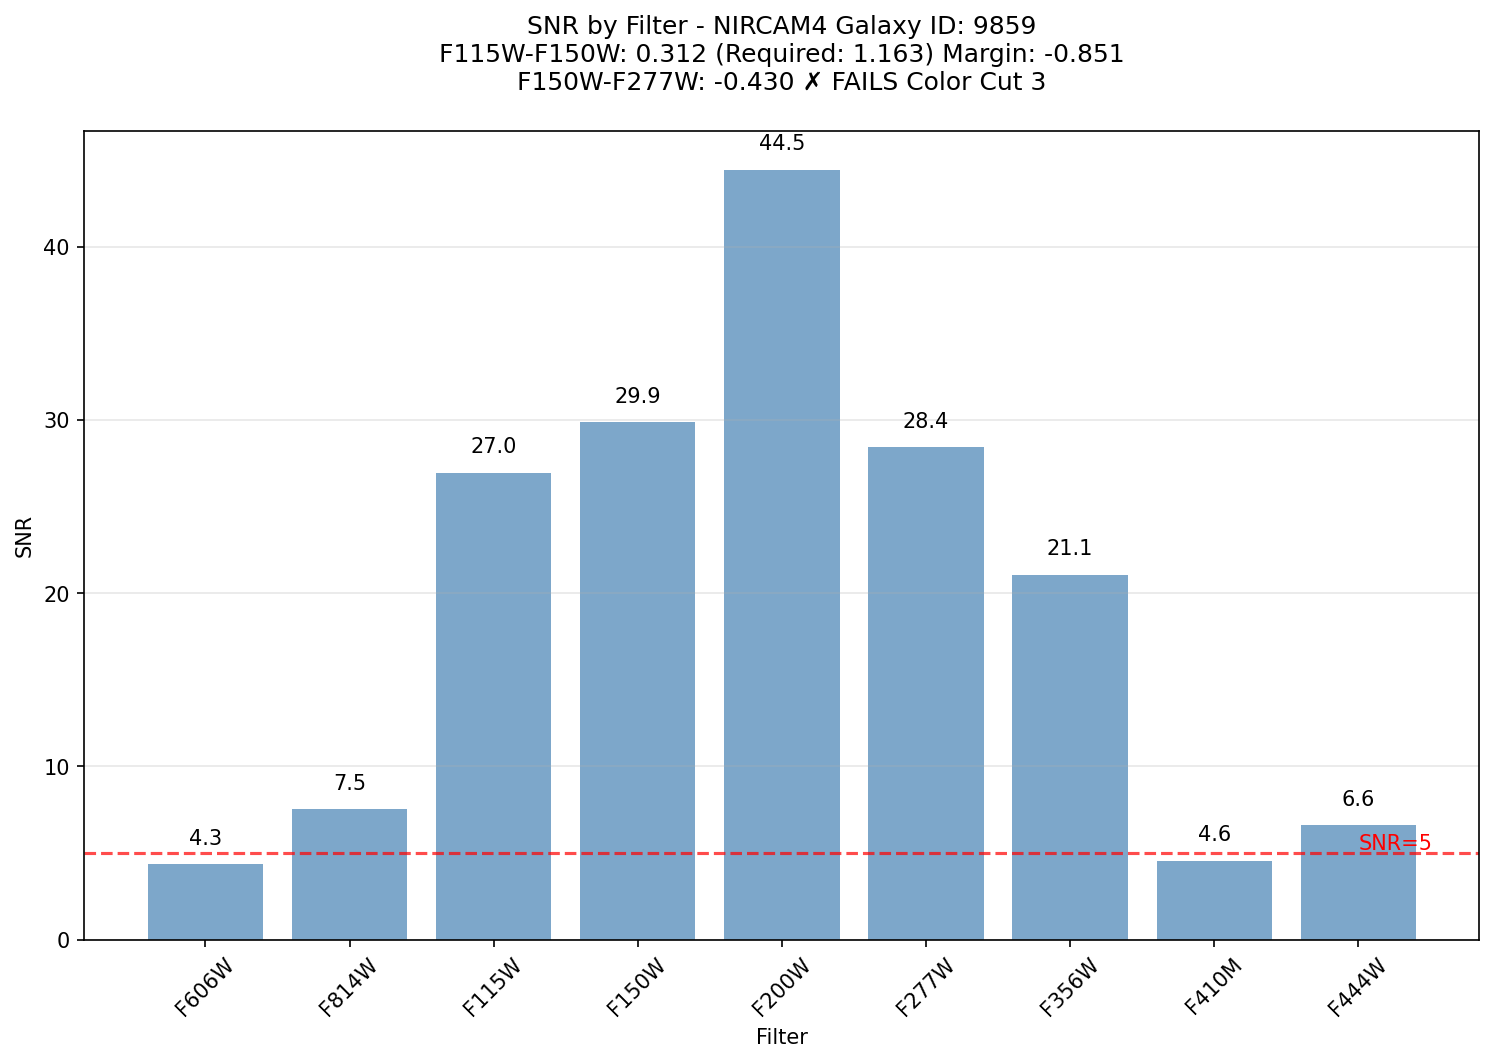 SNR by Filter - NIRCAM4 Galaxy ID: 9859
F115W-F150W: 0.312 (Required: 1.163) Margin: -0.851
F150W-F277W: -0.430 ✗ FAILS Color Cut 3
SNR
40
30
20
10
0
4.3
7.5
27.0
29.9
44.5
28.4
21.1
4.6
6.6
SNR=5
F606W
F814W
F115W
F150W
F200W
F277W
F356W
F410M
F444W
Filter